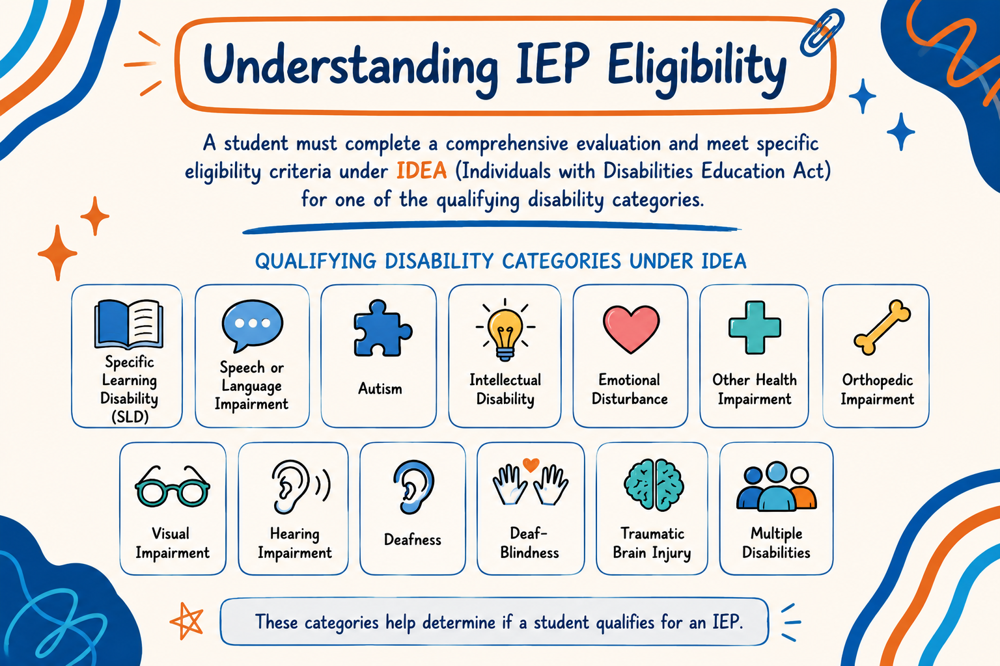 Understanding IEP Eligibility
A student must complete a comprehensive evaluation and meet specific
eligibility criteria under IDEA (Individuals with Disabilities Education Act)
for one of the qualifying disability categories.
QUALIFYING DISABILITY CATEGORIES UNDER IDEA
Specific
Learning
Disability
(SLD)
Speech or
Language
Impairment
Autism
Intellectual
Disability
Emotional
Disturbance
Other Health
Impairment
Orthopedic
Impairment
Visual
Impairment
Hearing
Impairment
Deafness
Deaf-
Blindness
Traumatic
Brain Injury
Multiple
Disabilities
These categories help determine if a student qualifies for an IEP.